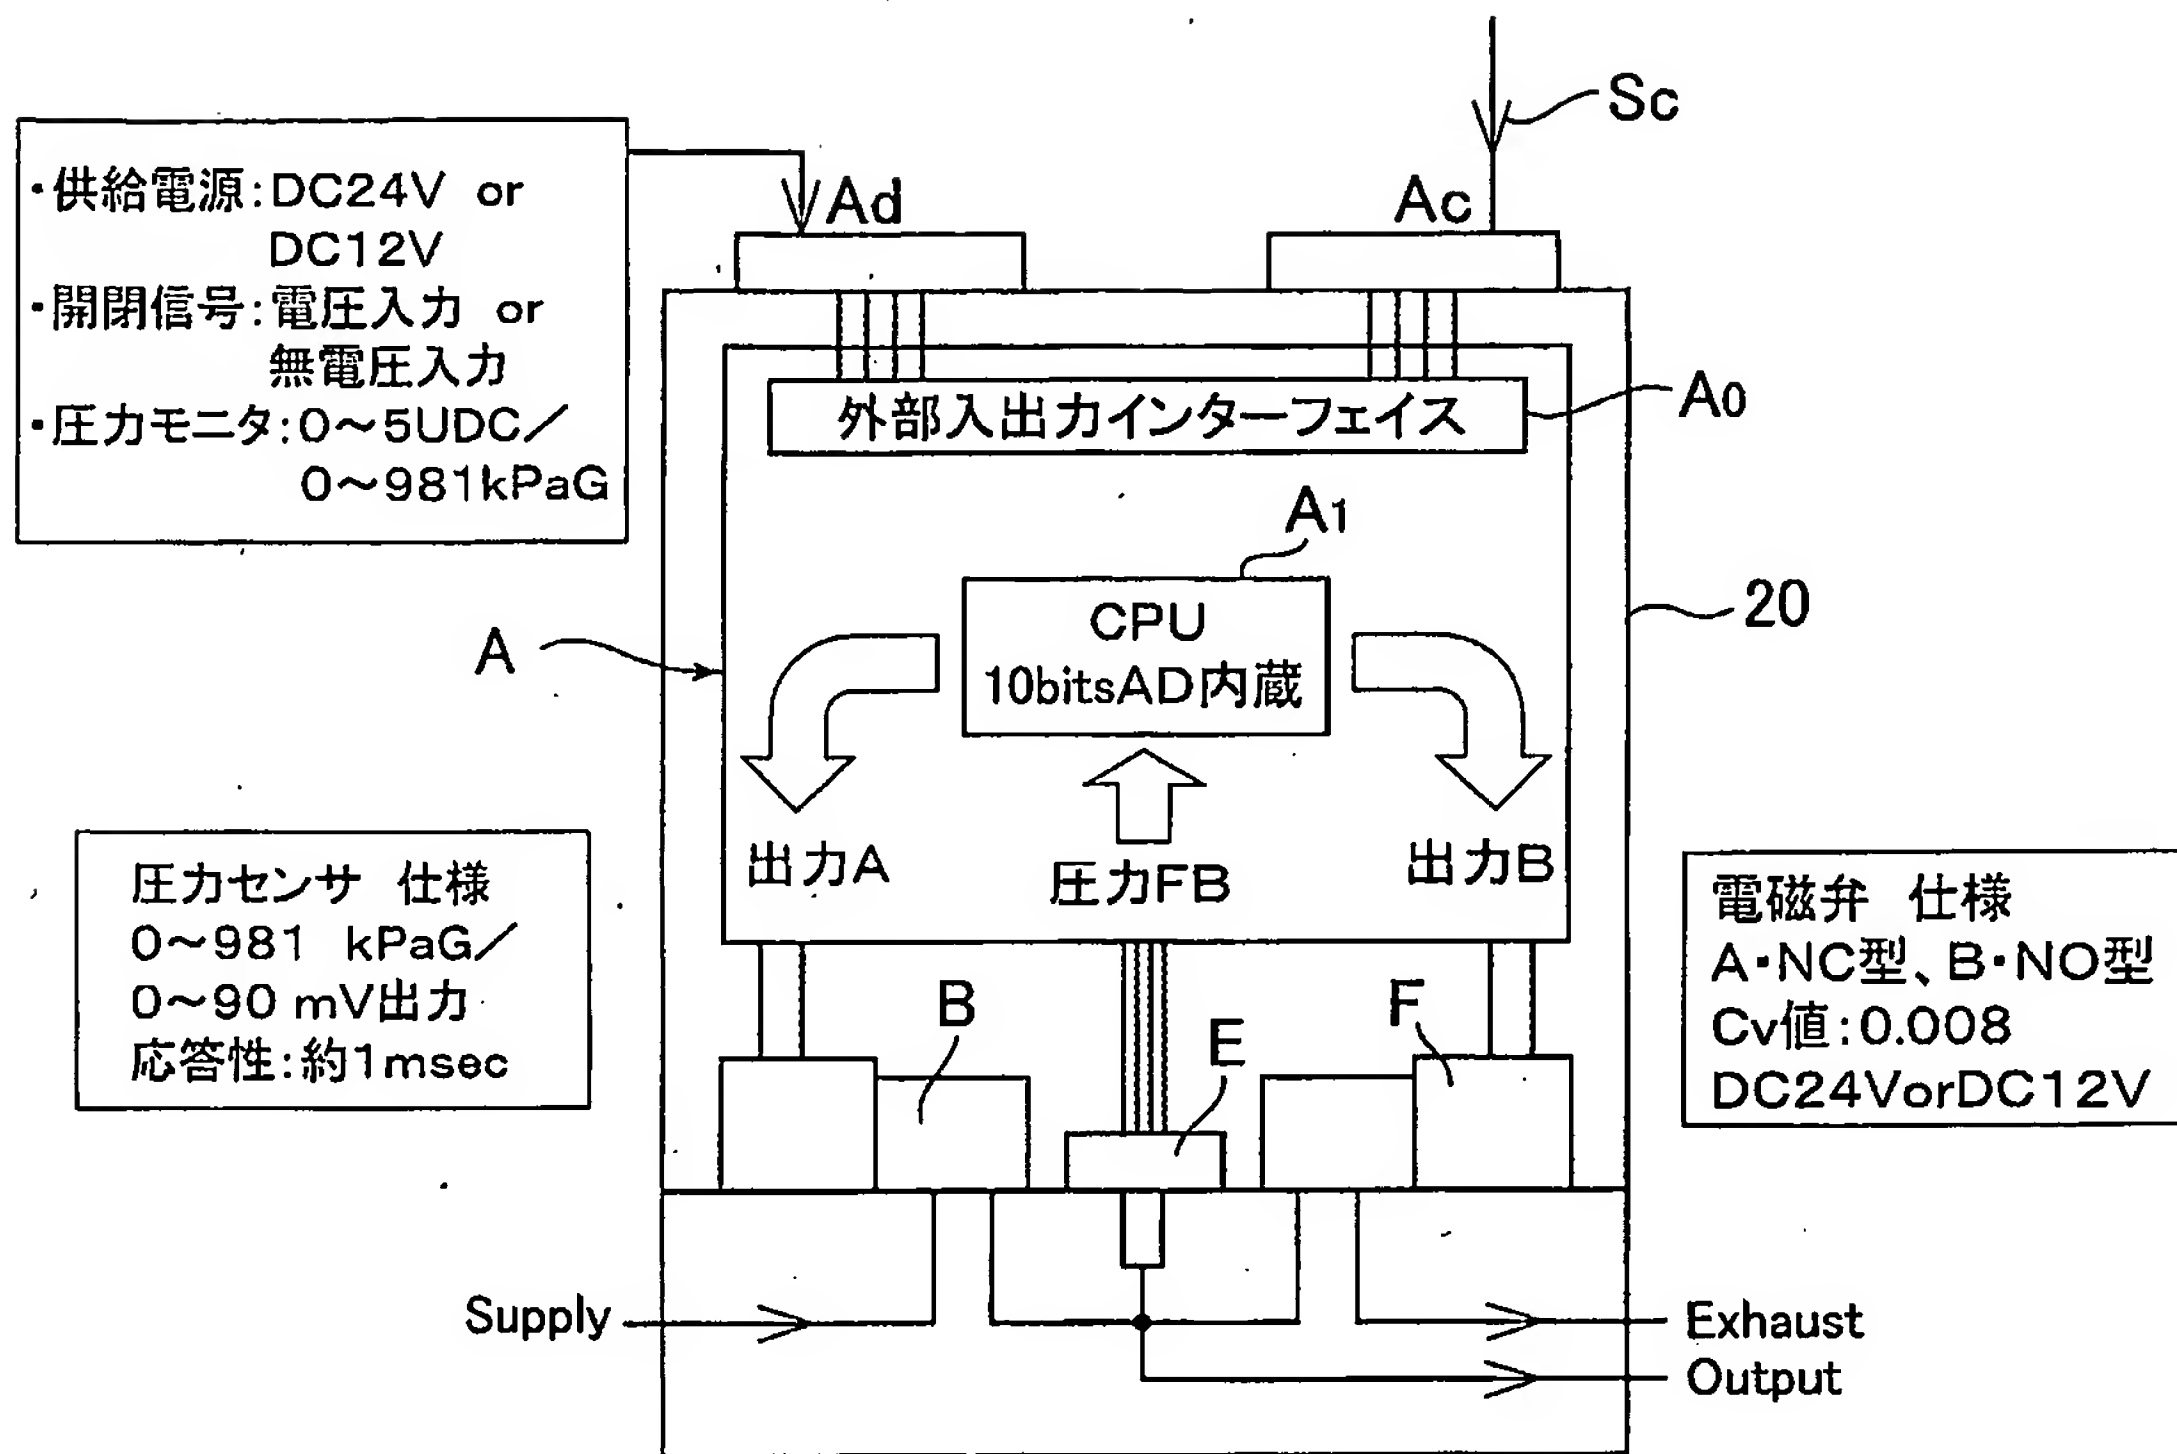 Sc
・供給電源:DC24V or
DC12V
・開閉信号:電圧入力 or
無電圧入力
・圧力モニタ:0~5UDC/
0~981kPaG
Ad
Ac
外部入出力インターフェイス
A0
A1
CPU
10bitsAD内蔵
20
A
出力A
圧力FB
出力B
圧力センサ 仕様
0~981 kPaG/
0~90 mV出力
応答性:約1msec
電磁弁 仕様
A・NC型、B・NO型
Cv値:0.008
DC24VorDC12V
B
E
F
Supply
Exhaust
Output